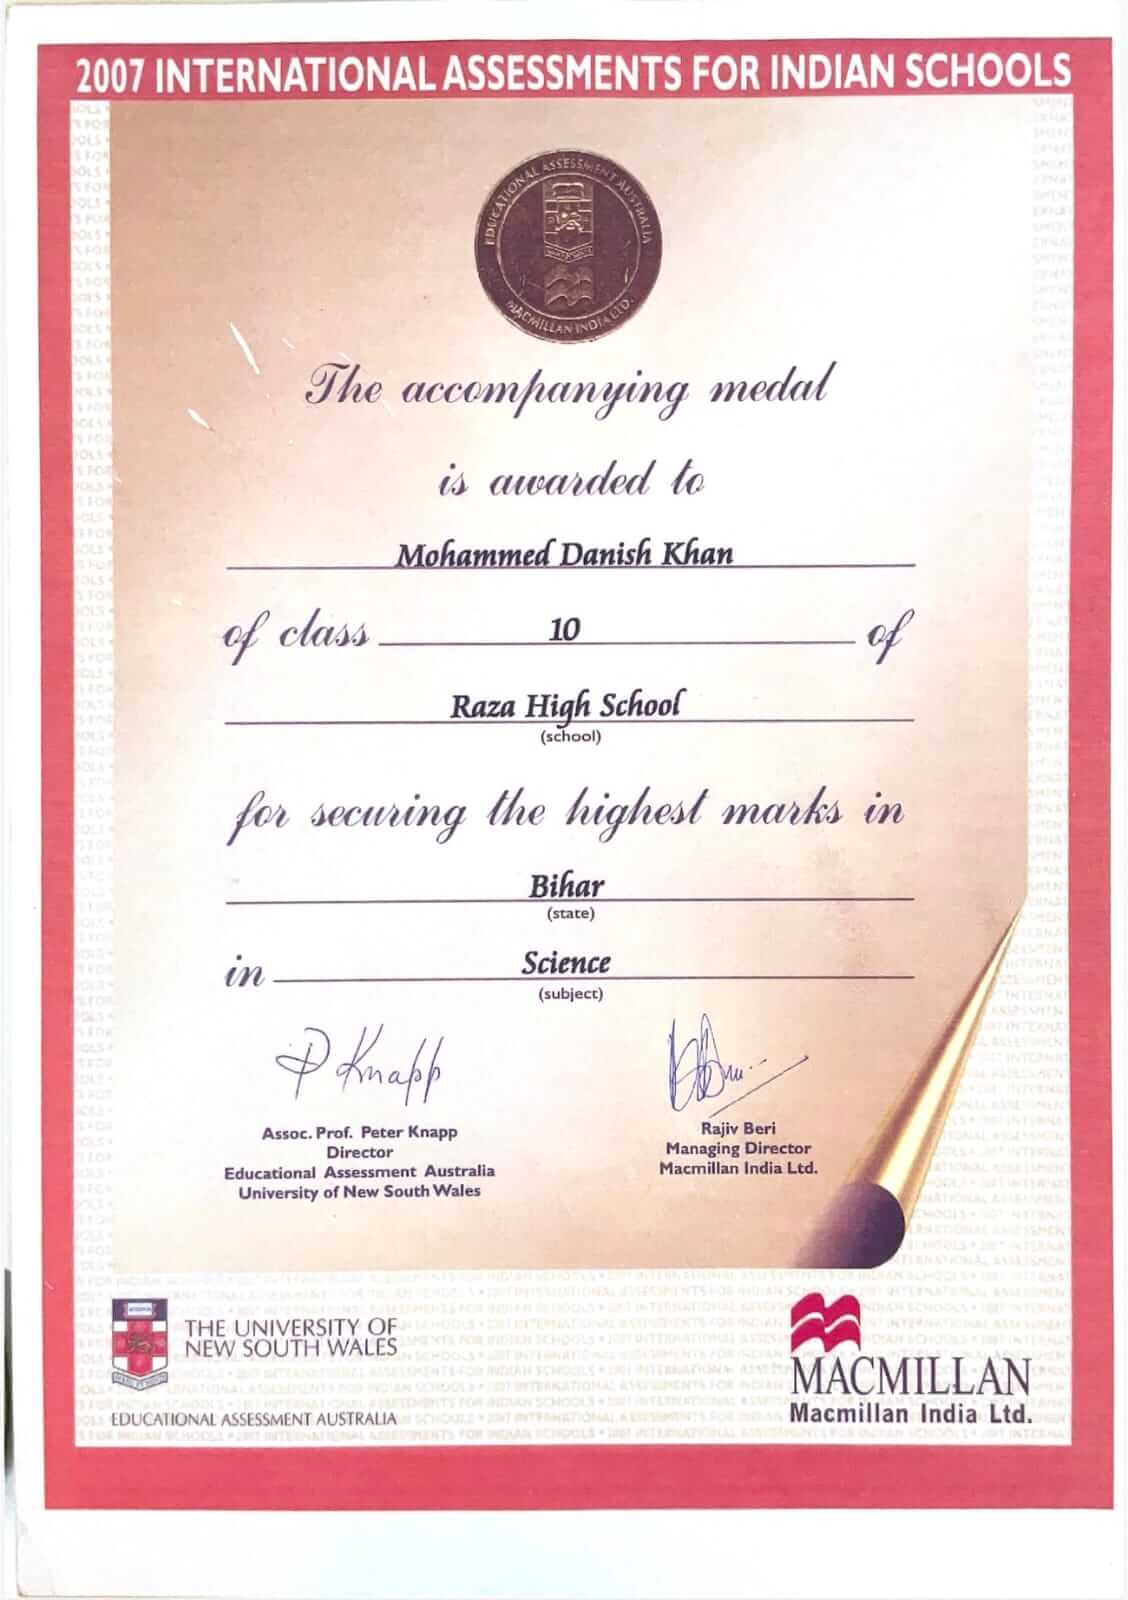 2007 INTERNATIONAL ASSESSMENTS FOR INDIAN SCHOOLS
EDUCATIONAL ASSESSMENT AUSTRALIA
MACMILLAN INDIA LTD.
The accompanying medal
is awarded to
Mohammed Danish Khan
of class 10 of
Raza High School
(school)
for securing the highest marks in
Bihar
(state)
in Science
(subject)
P Knapp
Assoc. Prof. Peter Knapp
Director
Educational Assessment Australia
University of New South Wales
Rajiv Beri
Managing Director
Macmillan India Ltd.
THE UNIVERSITY OF
NEW SOUTH WALES
EDUCATIONAL ASSESSMENT AUSTRALIA
MACMILLAN
Macmillan India Ltd.